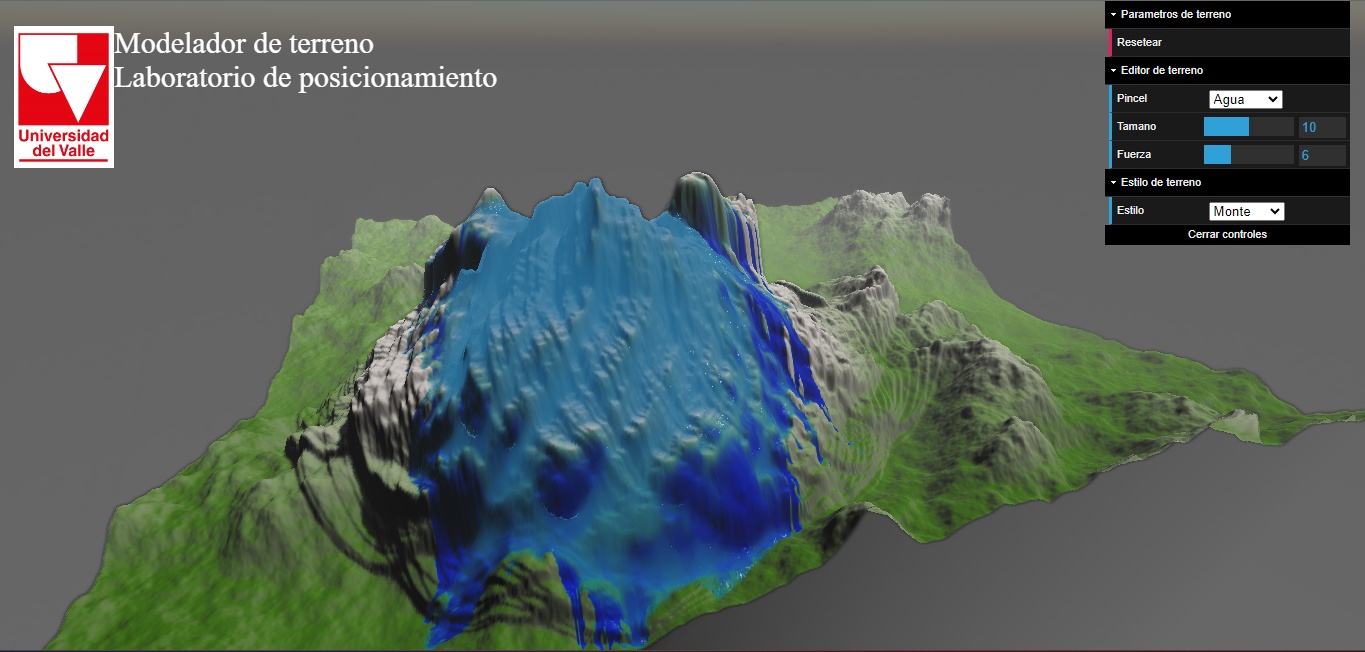 Modelador de terreno
Laboratorio de posicionamiento
Universidad
del Valle
Parametros de terreno
Resetear
Editor de terreno
Pincel Agua
Tamano 10
Fuerza 6
Estilo de terreno
Estilo Monte
Cerrar controles